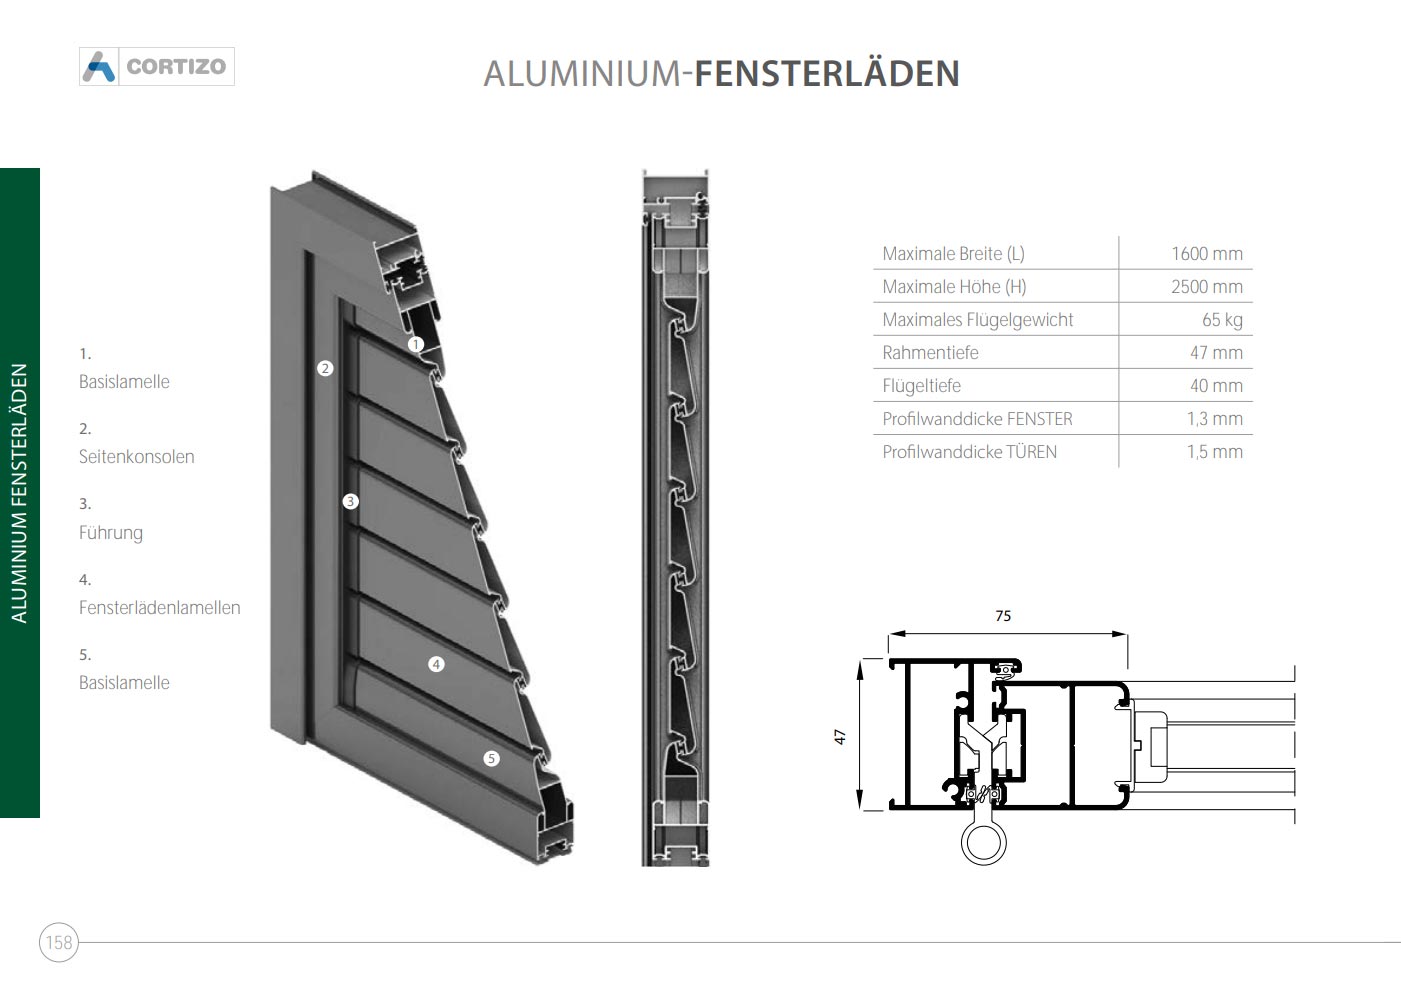 CORTIZO
ALUMINIUM-FENSTERLÄDEN
ALUMINIUM FENSTERLÄDEN
1.
Basislamelle
2.
Seitenkonsolen
3.
Führung
4.
Fensterlädenlamellen
5.
Basislamelle
1
2
3
4
5
Maximale Breite (L) 1600 mm
Maximale Höhe (H) 2500 mm
Maximales Flügelgewicht 65 kg
Rahmentiefe 47 mm
Flügeltiefe 40 mm
Profilwanddicke FENSTER 1,3 mm
Profilwanddicke TÜREN 1,5 mm
75
47
158